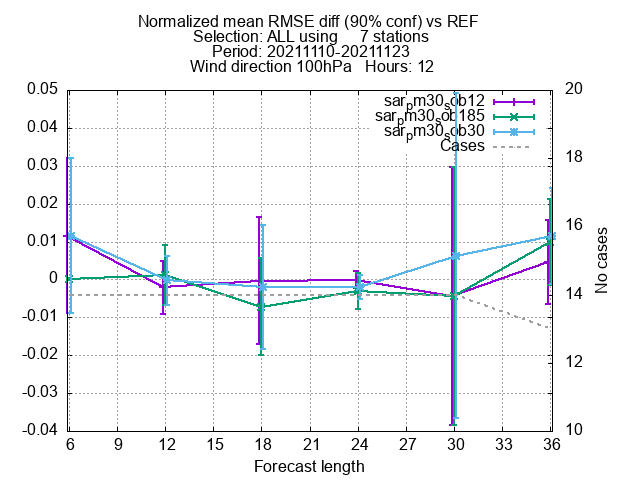 Normalized mean RMSE diff (90% conf) vs REF
Selection: ALL using 7 stations
Period: 20211110-20211123
Wind direction 100hPa Hours: 12
sarpm30sob12
sarpm30sob185
sarpm30sob30
Cases
0.05
0.04
0.03
0.02
0.01
0
-0.01
-0.02
-0.03
-0.04
20
18
16
14
12
10
No cases
6 9 12 15 18 21 24 27 30 33 36
Forecast length